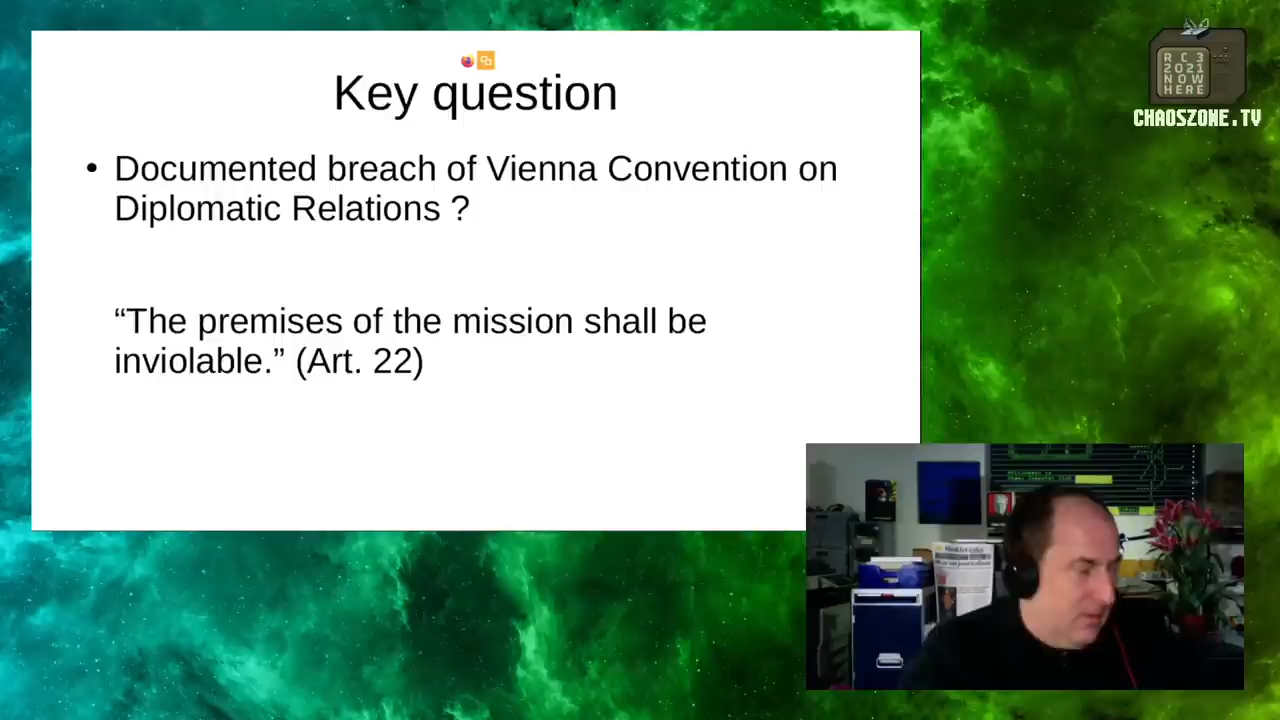 Key question
• Documented breach of Vienna Convention on
Diplomatic Relations ?
“The premises of the mission shall be
inviolable.” (Art. 22)
RC3
2021
NOW
HERE
CHAOSZONE.TV